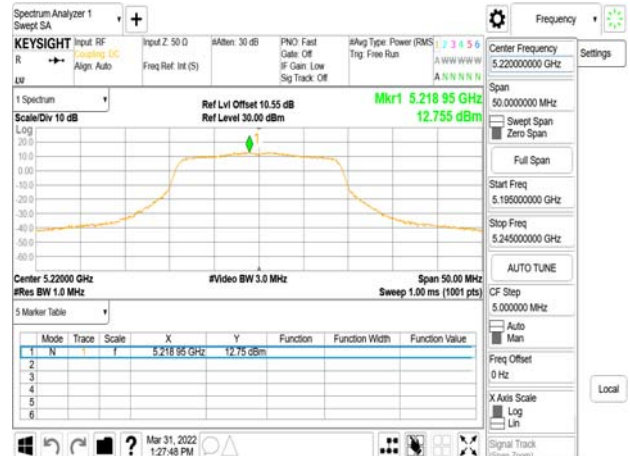 Spectrum Analyzer 1
Swept SA
+
Frequency
KEYSIGHT
Input: RF
Coupling: DC
Align: Auto
Input Z: 50 Ω
Freq Ref: Int (S)
#Atten: 30 dB
PNO: Fast
Gate: Off
IF Gain: Low
Sig Track: Off
#Avg Type: Power (RMS)
Trig: Free Run
1 2 3 4 5 6
A W W W W W
A N N N N N
R
LVI
1 Spectrum
Scale/Div 10 dB
Ref Lvl Offset 10.55 dB
Ref Level 30.00 dBm
Mkr1 5.218 95 GHz
12.755 dBm
Log
20.0
10.0
0.00
-10.0
-20.0
-30.0
-40.0
-50.0
-60.0
1
Center 5.22000 GHz
#Res BW 1.0 MHz
#Video BW 3.0 MHz
Span 50.00 MHz
Sweep 1.00 ms (1001 pts)
5 Marker Table
Mode Trace Scale X Y Function Function Width Function Value
1 N 1 f 5.218 95 GHz 12.75 dBm
2
3
4
5
6
Mar 31, 2022
1:27:48 PM
?
Center Frequency
5.220000000 GHz
Settings
Span
50.0000000 MHz
Swept Span
Zero Span
Full Span
Start Freq
5.195000000 GHz
Stop Freq
5.245000000 GHz
AUTO TUNE
CF Step
5.000000 MHz
Auto
Man
Freq Offset
0 Hz
X Axis Scale
Log
Lin
Local
Signal Track
(Span Zoom)